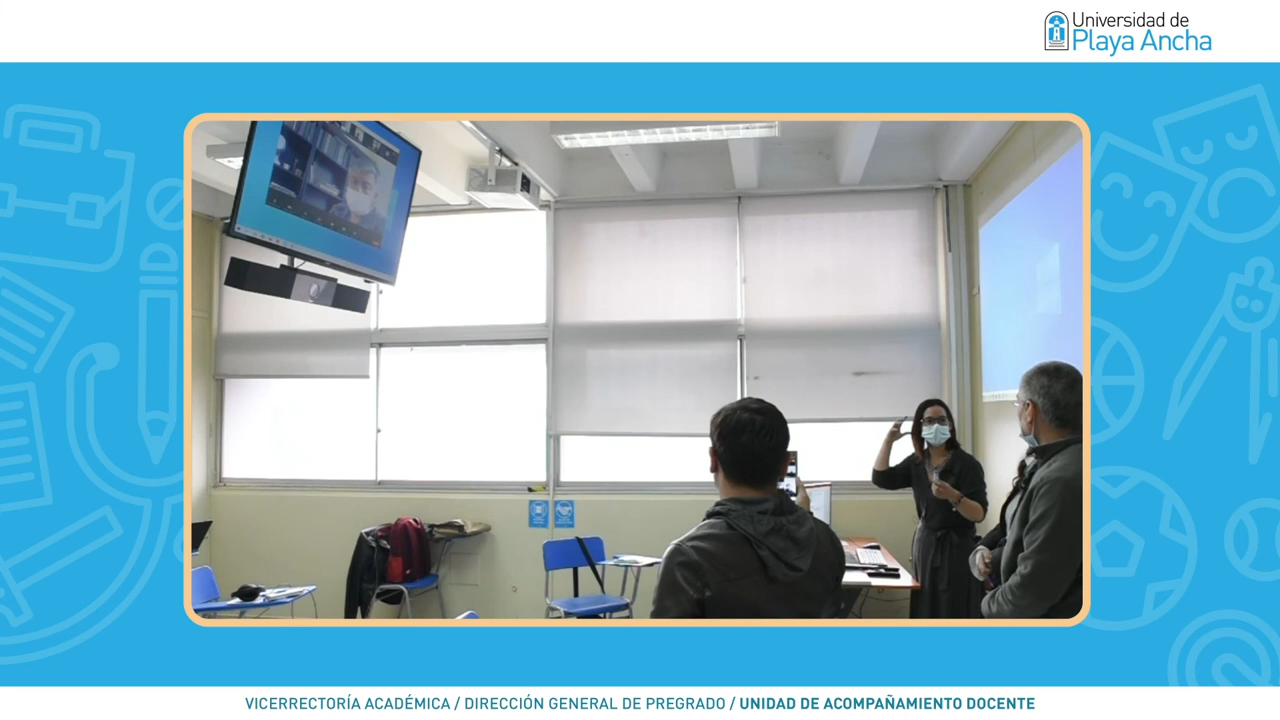 Universidad de
Playa Ancha
VICERRECTORÍA ACADÉMICA / DIRECCIÓN GENERAL DE PREGRADO / UNIDAD DE ACOMPAÑAMIENTO DOCENTE